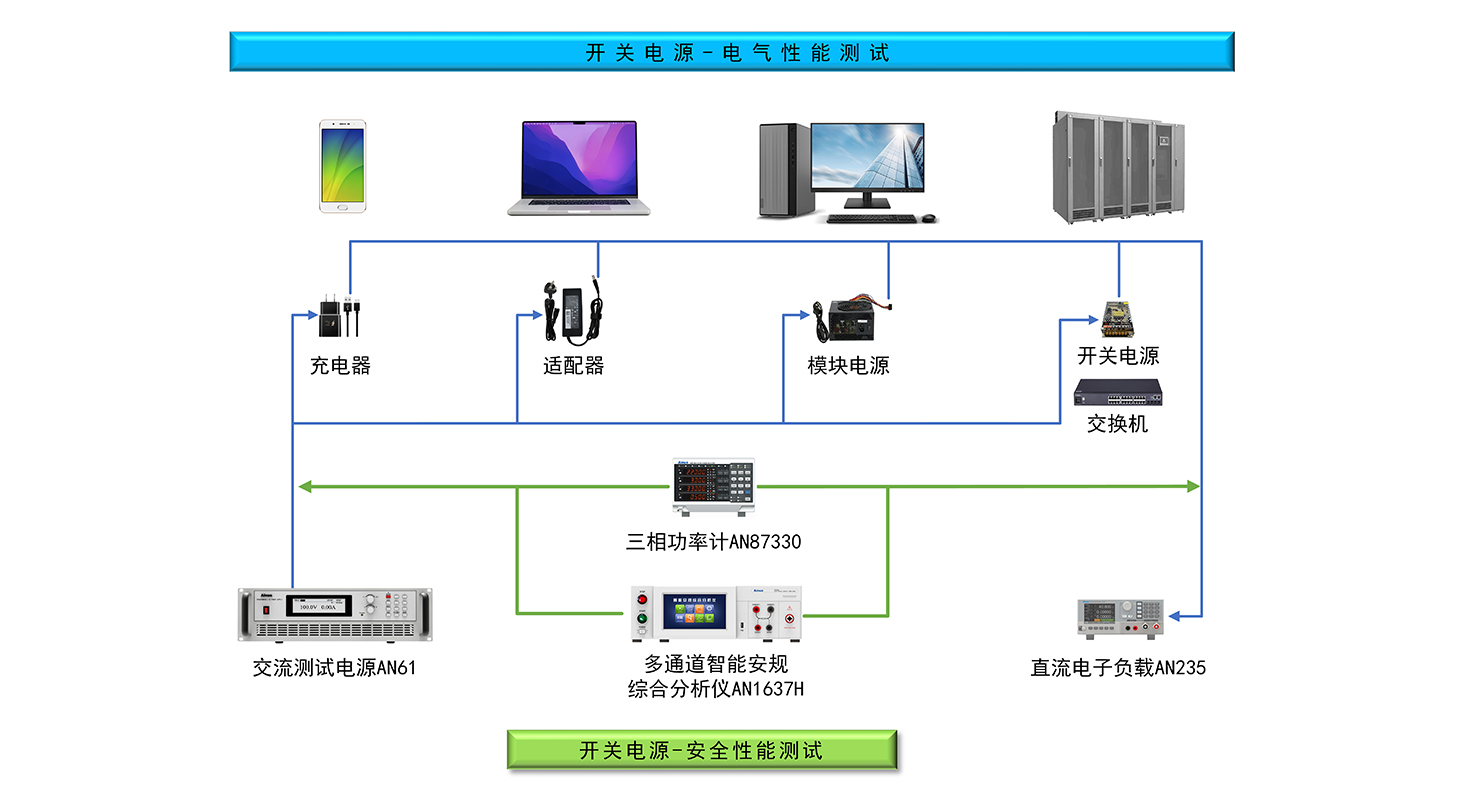 开关电源-电气性能测试
充电器
适配器
模块电源
开关电源
交换机
三相功率计AN87330
100.0V 0.00A
交流测试电源AN61
多通道智能安规
综合分析仪AN1637H
直流电子负载AN235
开关电源-安全性能测试